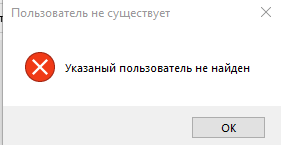 Пользователь не существует
Указаный пользователь не найден
OK